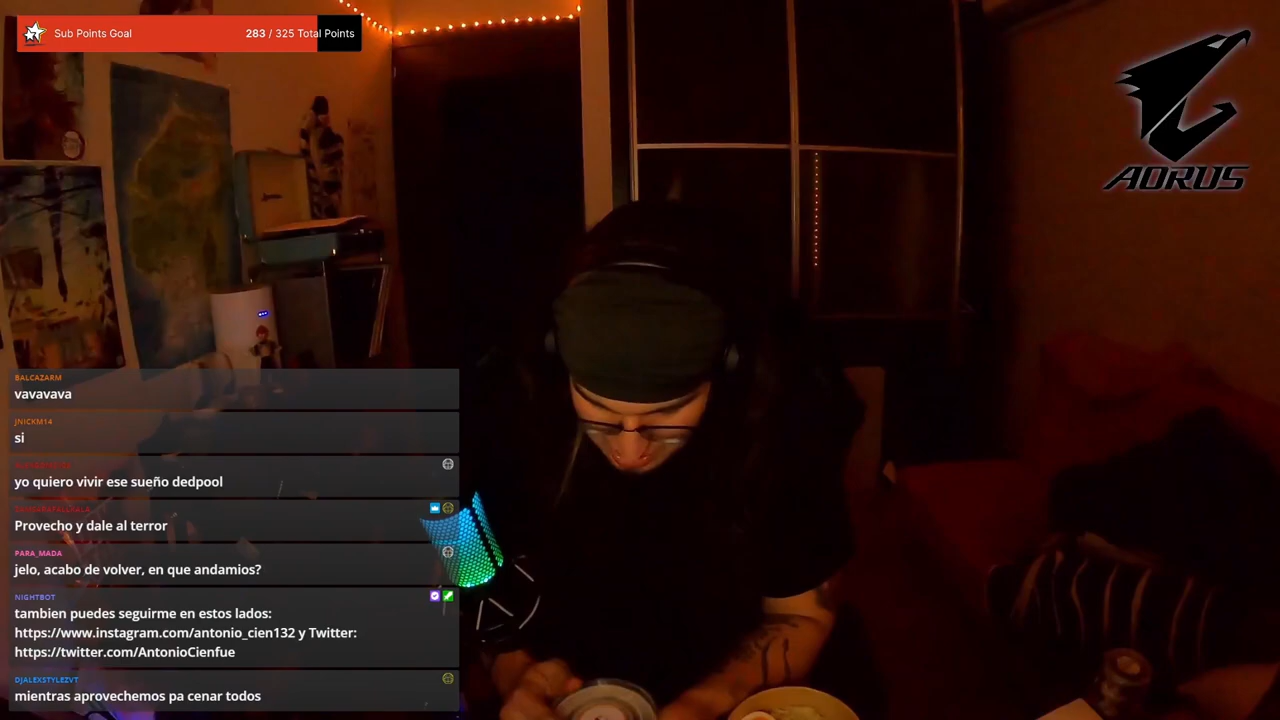 Sub Points Goal
283 / 325 Total Points
AORUS
BALCAZARM
vavavava
JNICKM14
si
yo quiero vivir ese sueño dedpool
Provecho y dale al terror
PARA_MADA
jelo, acabo de volver, en que andamios?
NIGHTBOT
tambien puedes seguirme en estos lados:
https://www.instagram.com/antonio_cien132 y Twitter:
https://twitter.com/AntonioCienfue
DJALEXSTYLEZVT
mientras aprovechemos pa cenar todos